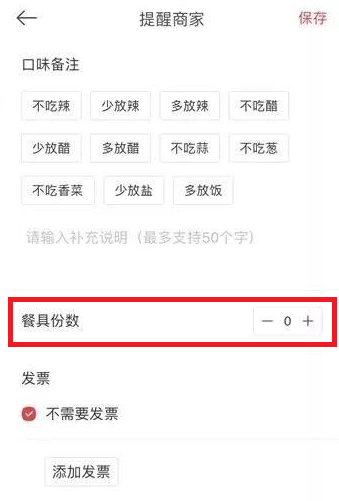 提醒商家 保存
口味备注
不吃辣 少放辣 多放辣 不吃醋
少放醋 多放醋 不吃蒜 不吃葱
不吃香菜 少放盐 多放饭
请输入补充说明（最多支持50个字）
餐具份数 0
发票
不需要发票
添加发票